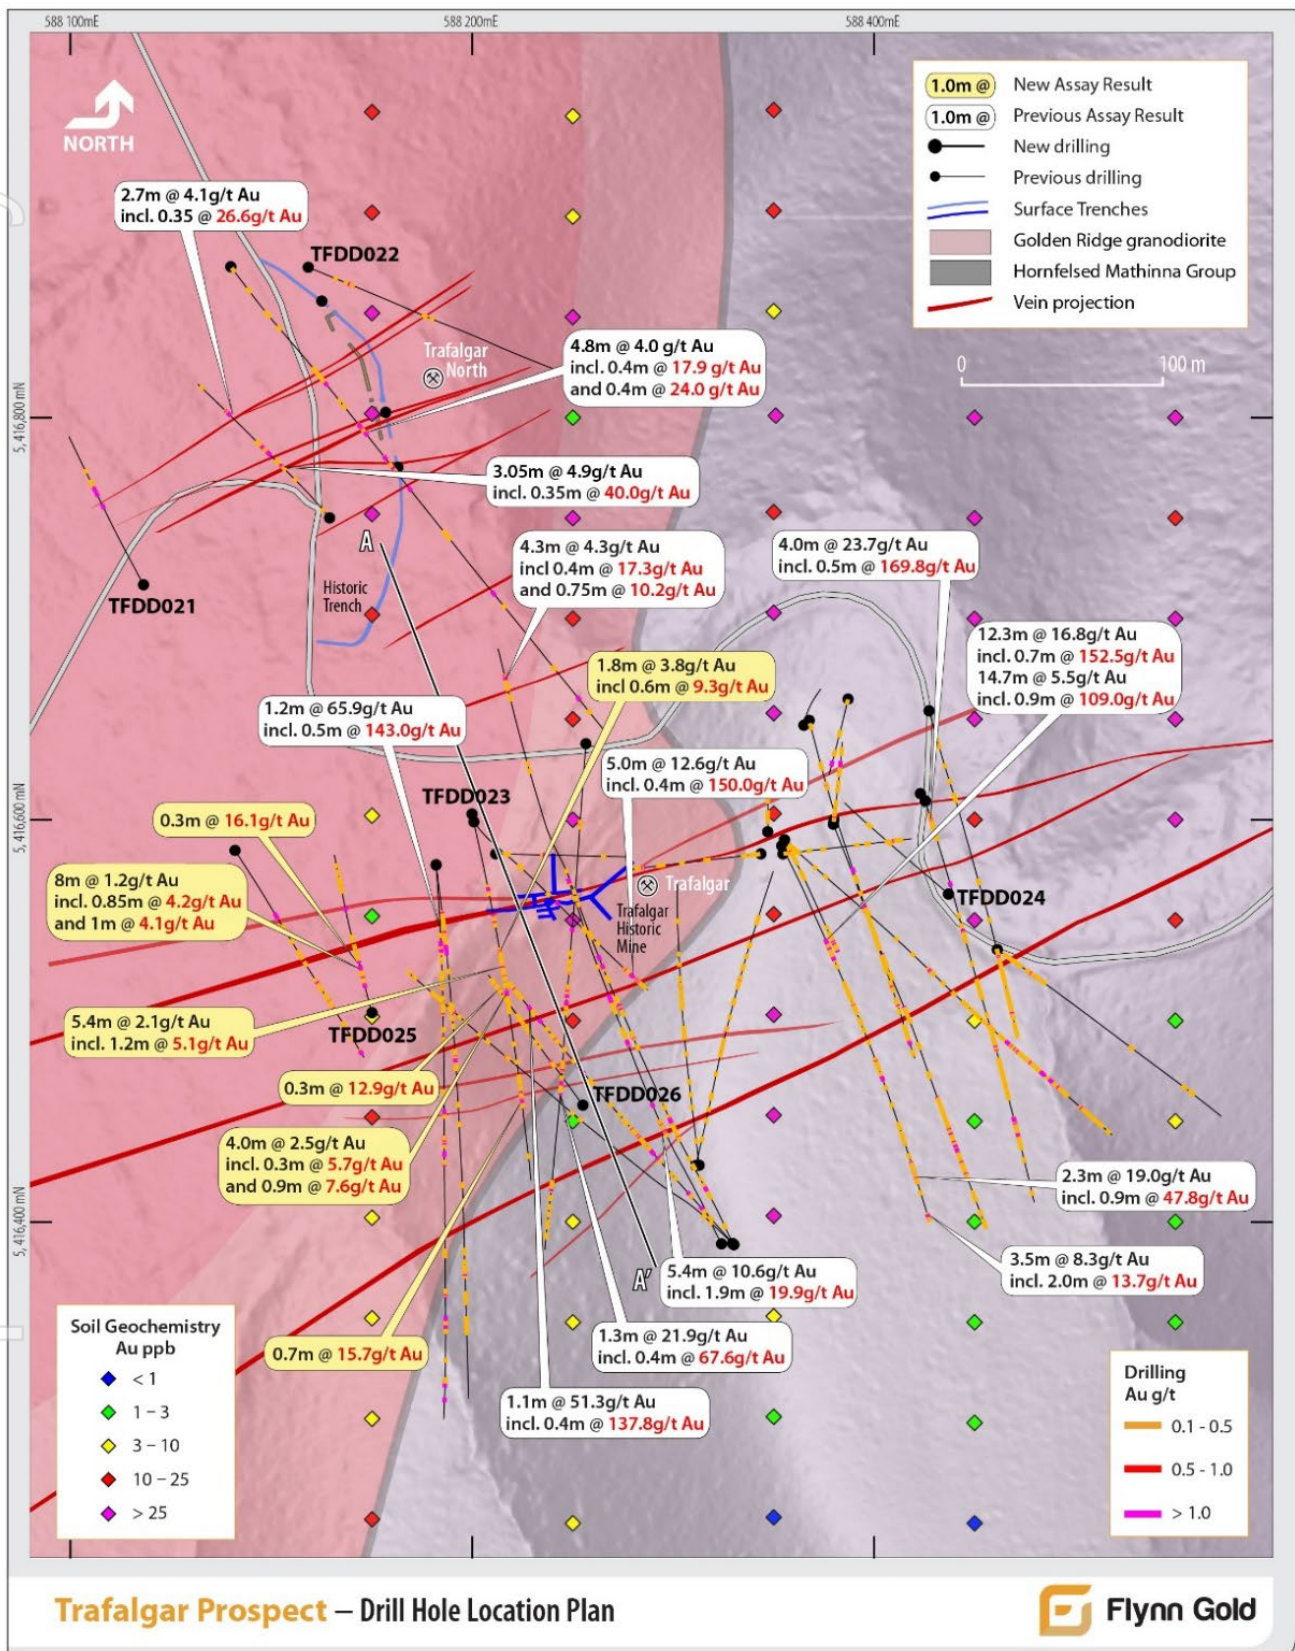 588 100mE
588 200mE
588 400mE
NORTH
1.0m @ New Assay Result
1.0m @ Previous Assay Result
New drilling
Previous drilling
Surface Trenches
Golden Ridge granodiorite
Hornfelsed Mathinna Group
Vein projection
0
100 m
2.7m @ 4.1g/t Au
incl. 0.35 @ 26.6g/t Au
TFDD022
Trafalgar
North
4.8m @ 4.0 g/t Au
incl. 0.4m @ 17.9 g/t Au
and 0.4m @ 24.0 g/t Au
5, 416,800 mN
3.05m @ 4.9g/t Au
incl. 0.35m @ 40.0g/t Au
A
4.3m @ 4.3g/t Au
incl 0.4m @ 17.3g/t Au
and 0.75m @ 10.2g/t Au
4.0m @ 23.7g/t Au
incl. 0.5m @ 169.8g/t Au
TFDD021
Historic
Trench
12.3m @ 16.8g/t Au
incl. 0.7m @ 152.5g/t Au
14.7m @ 5.5g/t Au
incl. 0.9m @ 109.0g/t Au
1.8m @ 3.8g/t Au
incl 0.6m @ 9.3g/t Au
1.2m @ 65.9g/t Au
incl. 0.5m @ 143.0g/t Au
5.0m @ 12.6g/t Au
incl. 0.4m @ 150.0g/t Au
TFDD023
5, 416,600 mN
0.3m @ 16.1g/t Au
8m @ 1.2g/t Au
incl. 0.85m @ 4.2g/t Au
and 1m @ 4.1g/t Au
Trafalgar
Trafalgar
Historic
Mine
TFDD024
5.4m @ 2.1g/t Au
incl. 1.2m @ 5.1g/t Au
TFDD025
0.3m @ 12.9g/t Au
TFDD026
4.0m @ 2.5g/t Au
incl. 0.3m @ 5.7g/t Au
and 0.9m @ 7.6g/t Au
5, 416,400 mN
2.3m @ 19.0g/t Au
incl. 0.9m @ 47.8g/t Au
3.5m @ 8.3g/t Au
incl. 2.0m @ 13.7g/t Au
A'
5.4m @ 10.6g/t Au
incl. 1.9m @ 19.9g/t Au
1.3m @ 21.9g/t Au
incl. 0.4m @ 67.6g/t Au
0.7m @ 15.7g/t Au
1.1m @ 51.3g/t Au
incl. 0.4m @ 137.8g/t Au
Soil Geochemistry
Au ppb
< 1
1 – 3
3 – 10
10 – 25
> 25
Drilling
Au g/t
0.1 - 0.5
0.5 - 1.0
> 1.0
Trafalgar Prospect – Drill Hole Location Plan
Flynn Gold